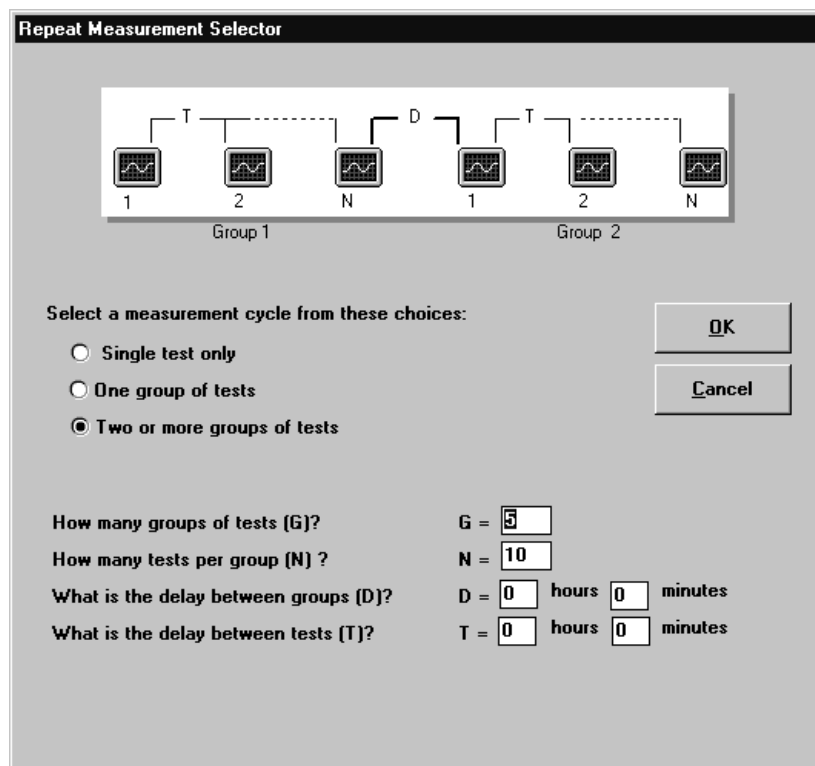 Repeat Measurement Selector
T D T
1 2 N 1 2 N
Group 1 Group 2
Select a measurement cycle from these choices:
Single test only
One group of tests
Two or more groups of tests
OK
Cancel
How many groups of tests (G)? G = 5
How many tests per group (N) ? N = 10
What is the delay between groups (D)? D = 0 hours 0 minutes
What is the delay between tests (T)? T = 0 hours 0 minutes